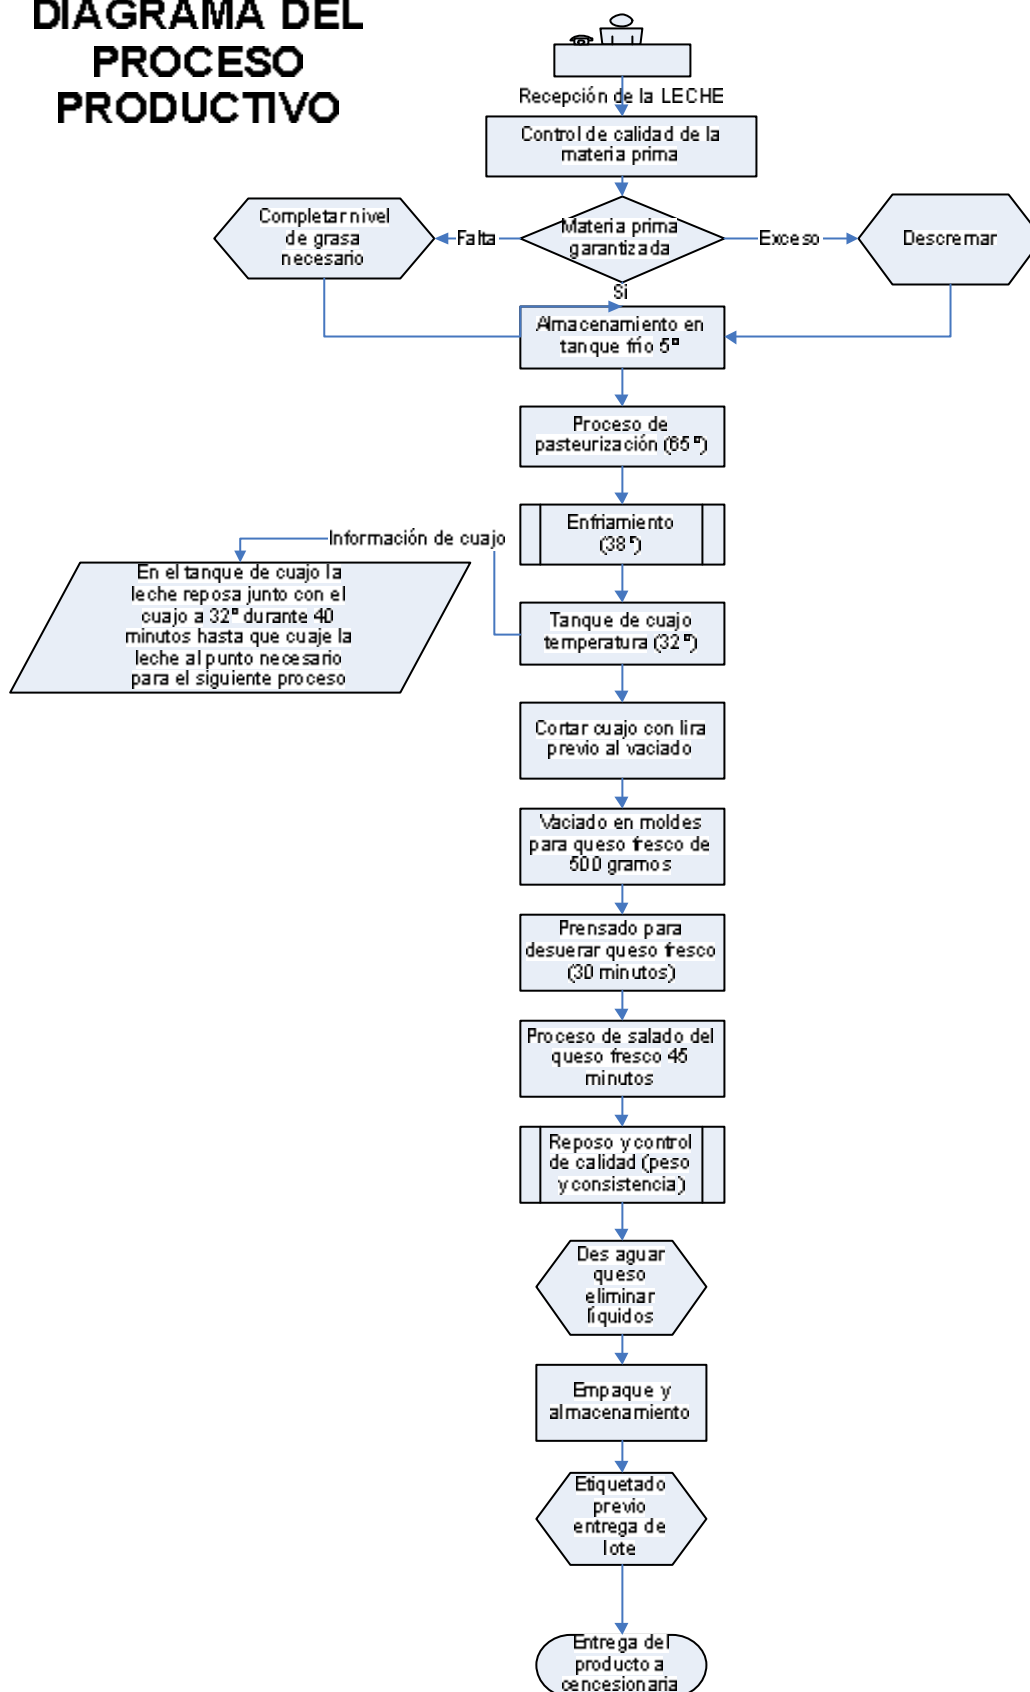 DIAGRAMA DEL
PROCESO
PRODUCTIVO
Recepción de la LECHE
Control de calidad de la
materia prima
Completar nivel
de grasa
necesario
Falta
Materia prima
garantizada
Exceso
Descremar
Si
Almacenamiento en
tanque frío 5º
Proceso de
pasteurización (65º)
Enfriamiento
(38º)
Información de cuajo
En el tanque de cuajo la
leche reposa junto con el
cuajo a 32º durante 40
minutos hasta que cuaje la
leche al punto necesario
para el siguiente proceso
Tanque de cuajo
temperatura (32º)
Cortar cuajo con lira
previo al vaciado
Vaciado en moldes
para queso fresco de
500 gramos
Prensado para
desuerar queso fresco
(30 minutos)
Proceso de salado del
queso fresco 45
minutos
Reposo y control
de calidad (peso
y consistencia)
Des aguar
queso
eliminar
líquidos
Empaque y
almacenamiento
Etiquetado
previo
entrega de
lote
Entrega del
producto a
cencesionaria